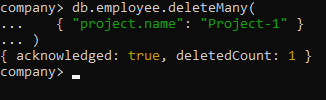 company> db.employee.deleteMany(
...     { "project.name": "Project-1" }
... )
{ acknowledged: true, deletedCount: 1 }
company>